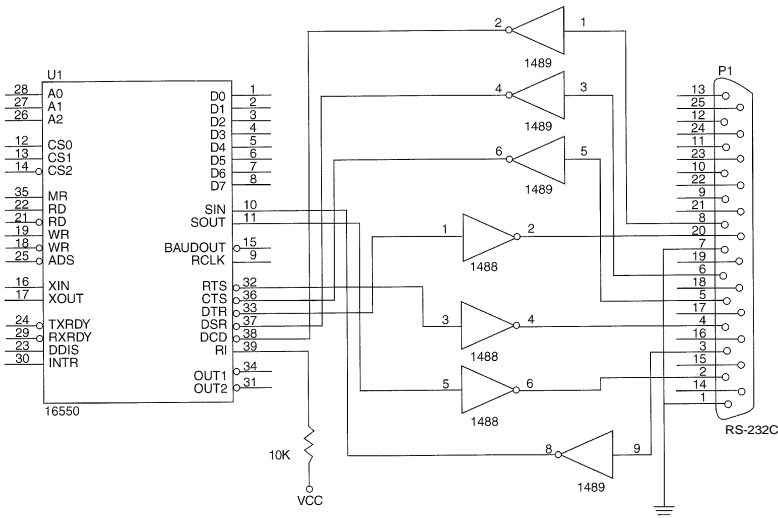 2 1
1489
4 3
1489
6 5
1489
1 2
1488
3 4
1488
5 6
1488
8 9
1489
U1
28 A0
27 A1
26 A2
12 CS0
13 CS1
14 CS2
35 MR
22 RD
21 RD
19 WR
18 WR
25 ADS
16 XIN
17 XOUT
24 TXRDY
29 RXRDY
23 DDIS
30 INTR
D0 1
D1 2
D2 3
D3 4
D4 5
D5 6
D6 7
D7 8
SIN 10
SOUT 11
BAUDOUT 15
RCLK 9
RTS 32
CTS 36
DTR 33
DSR 37
DCD 38
RI 39
OUT1 34
OUT2 31
16550
10K
VCC
P1
13
25
12
24
11
23
10
22
9
21
8
20
7
19
6
18
5
17
4
16
3
15
2
14
1
RS-232C